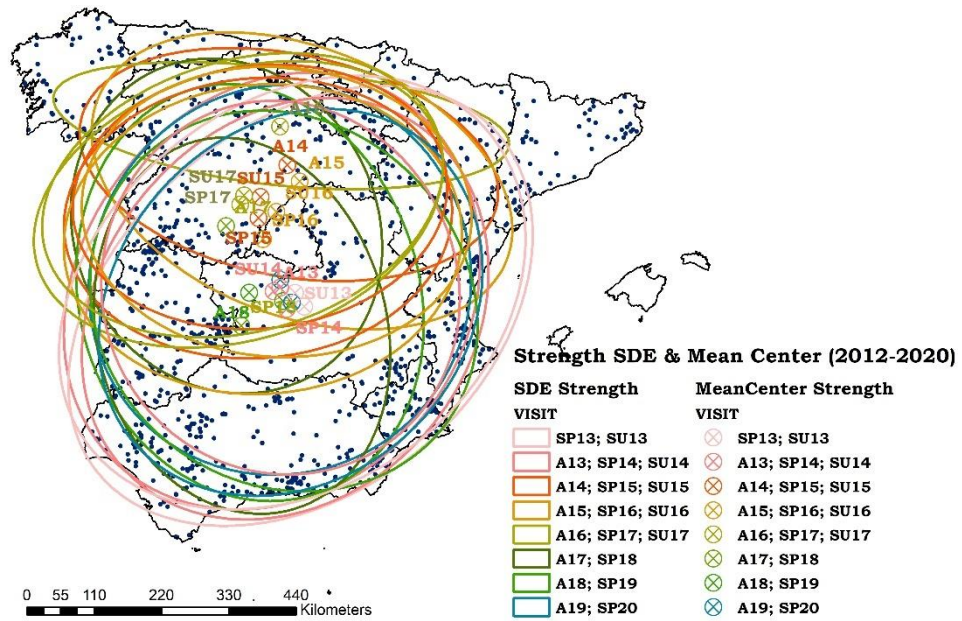 A14
A15
SU17 SU15
SU16
SP17
A17
SP16
SP15
SU14 A13
SU13
A18
SP14
Strength SDE & Mean Center (2012-2020)
SDE Strength MeanCenter Strength
VISIT VISIT
SP13; SU13 SP13; SU13
A13; SP14; SU14 A13; SP14; SU14
A14; SP15; SU15 A14; SP15; SU15
A15; SP16; SU16 A15; SP16; SU16
A16; SP17; SU17 A16; SP17; SU17
A17; SP18 A17; SP18
A18; SP19 A18; SP19
A19; SP20 A19; SP20
0 55 110 220 330 440
Kilometers